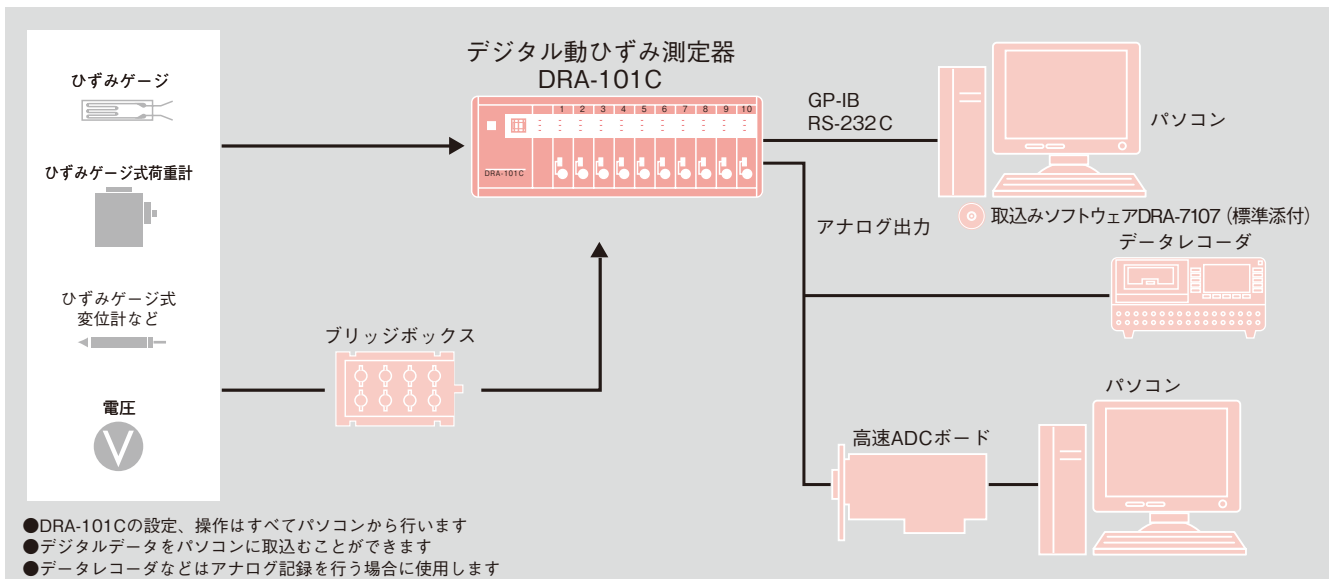 ひずみゲージ
ひずみゲージ式荷重計
ひずみゲージ式
変位計など
電圧
V
デジタル動ひずみ測定器
DRA-101C
1 2 3 4 5 6 7 8 9 10
DRA-101C
ブリッジボックス
GP-IB
RS-232C
パソコン
取込みソフトウェアDRA-7107（標準添付）
アナログ出力
データレコーダ
パソコン
高速ADCボード
●DRA-101Cの設定、操作はすべてパソコンから行います
●デジタルデータをパソコンに取込むことができます
●データレコーダなどはアナログ記録を行う場合に使用します